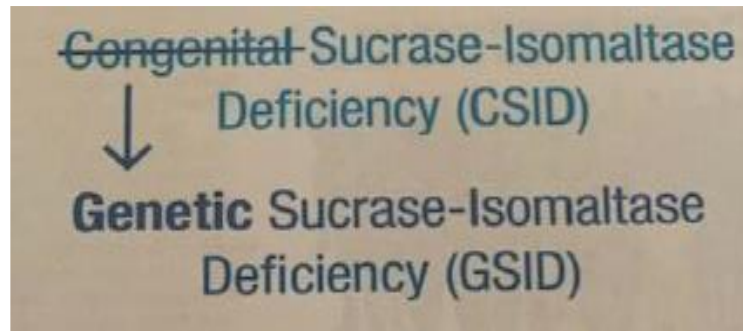 Congenital Sucrase-Isomaltase
Deficiency (CSID)
Genetic Sucrase-Isomaltase
Deficiency (GSID)